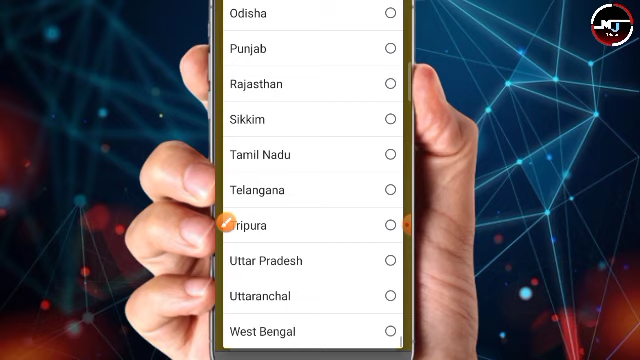 Odisha
Punjab
Rajasthan
Sikkim
Tamil Nadu
Telangana
ripura
Uttar Pradesh
Uttaranchal
West Bengal